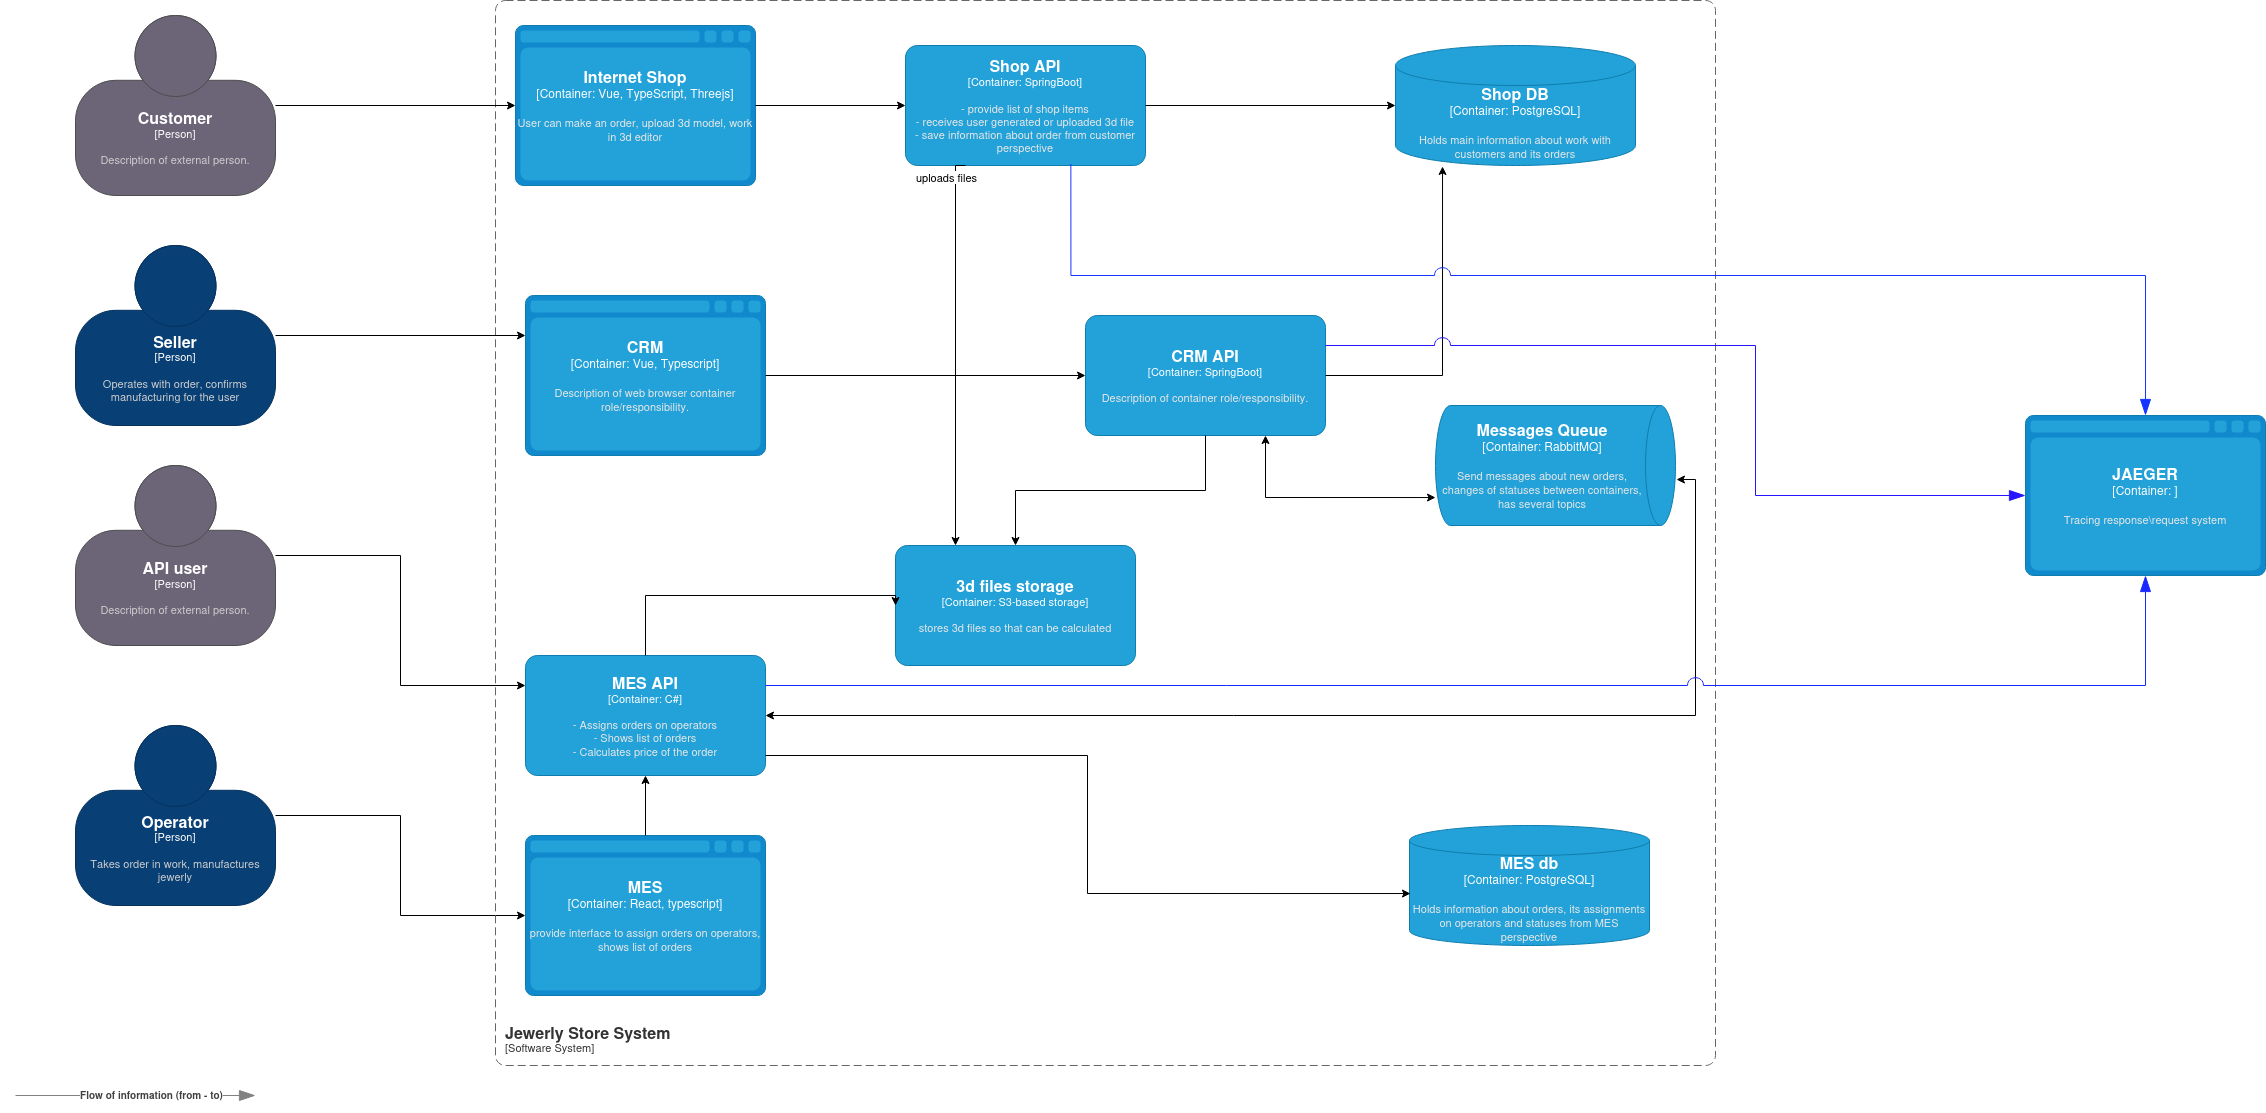 Customer
[Person]
Description of external person.
Internet Shop
[Container: Vue, TypeScript, Threejs]
User can make an order, upload 3d model, work
in 3d editor
Shop API
[Container: SpringBoot]
- provide list of shop items
- receives user generated or uploaded 3d file
- save information about order from customer
perspective
Shop DB
[Container: PostgreSQL]
Holds main information about work with
customers and its orders
uploads files
Seller
[Person]
Operates with order, confirms
manufacturing for the user
CRM
[Container: Vue, Typescript]
Description of web browser container
role/responsibility.
CRM API
[Container: SpringBoot]
Description of container role/responsibility.
Messages Queue
[Container: RabbitMQ]
Send messages about new orders,
changes of statuses between containers,
has several topics
JAEGER
[Container: ]
Tracing response\request system
API user
[Person]
Description of external person.
3d files storage
[Container: S3-based storage]
stores 3d files so that can be calculated
MES API
[Container: C#]
- Assigns orders on operators
- Shows list of orders
- Calculates price of the order
Operator
[Person]
Takes order in work, manufactures
jewerly
MES
[Container: React, typescript]
provide interface to assign orders on operators,
shows list of orders
MES db
[Container: PostgreSQL]
Holds information about orders, its assignments
on operators and statuses from MES
perspective
Jewerly Store System
[Software System]
Flow of information (from - to)